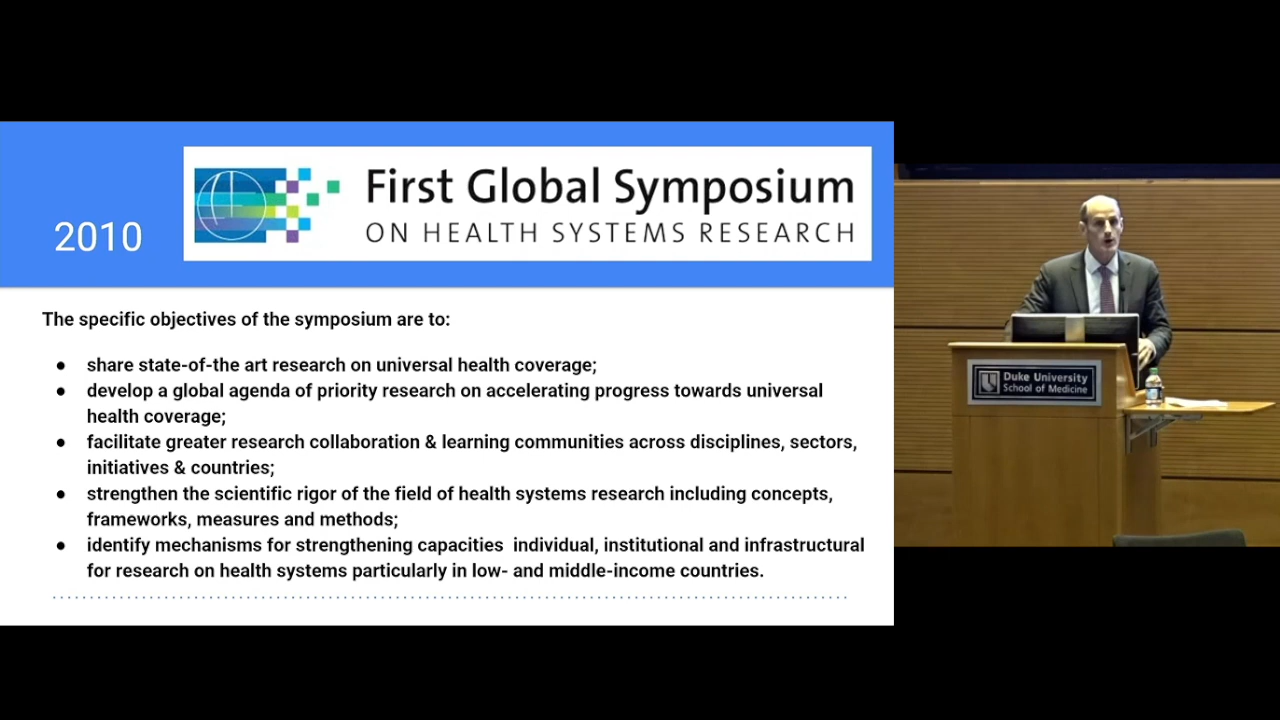 2010
First Global Symposium
ON HEALTH SYSTEMS RESEARCH
The specific objectives of the symposium are to:
● share state-of-the art research on universal health coverage;
● develop a global agenda of priority research on accelerating progress towards universal
health coverage;
● facilitate greater research collaboration & learning communities across disciplines, sectors,
initiatives & countries;
● strengthen the scientific rigor of the field of health systems research including concepts,
frameworks, measures and methods;
● identify mechanisms for strengthening capacities  individual, institutional and infrastructural
for research on health systems particularly in low- and middle-income countries.
Duke University
School of Medicine